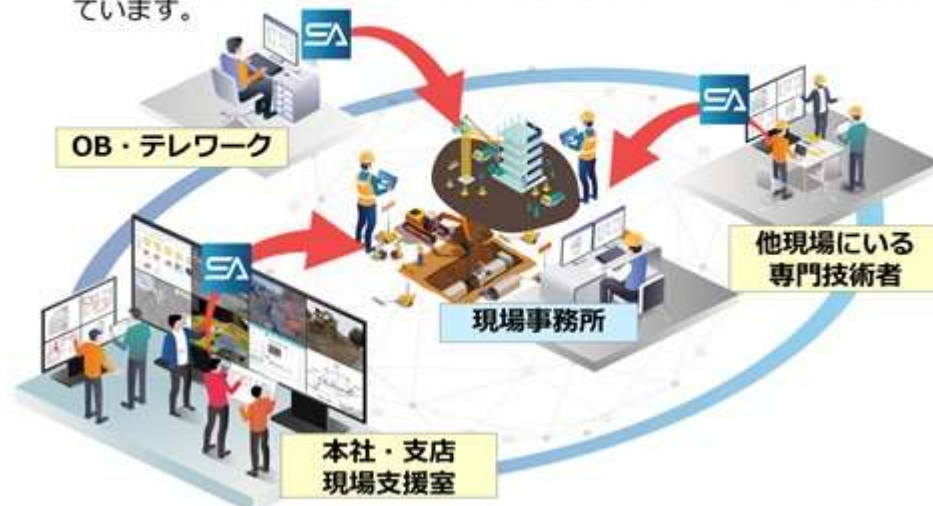 ています。
SA
OB・テレワーク
SA
他現場にいる
専門技術者
SA
現場事務所
本社・支店
現場支援室